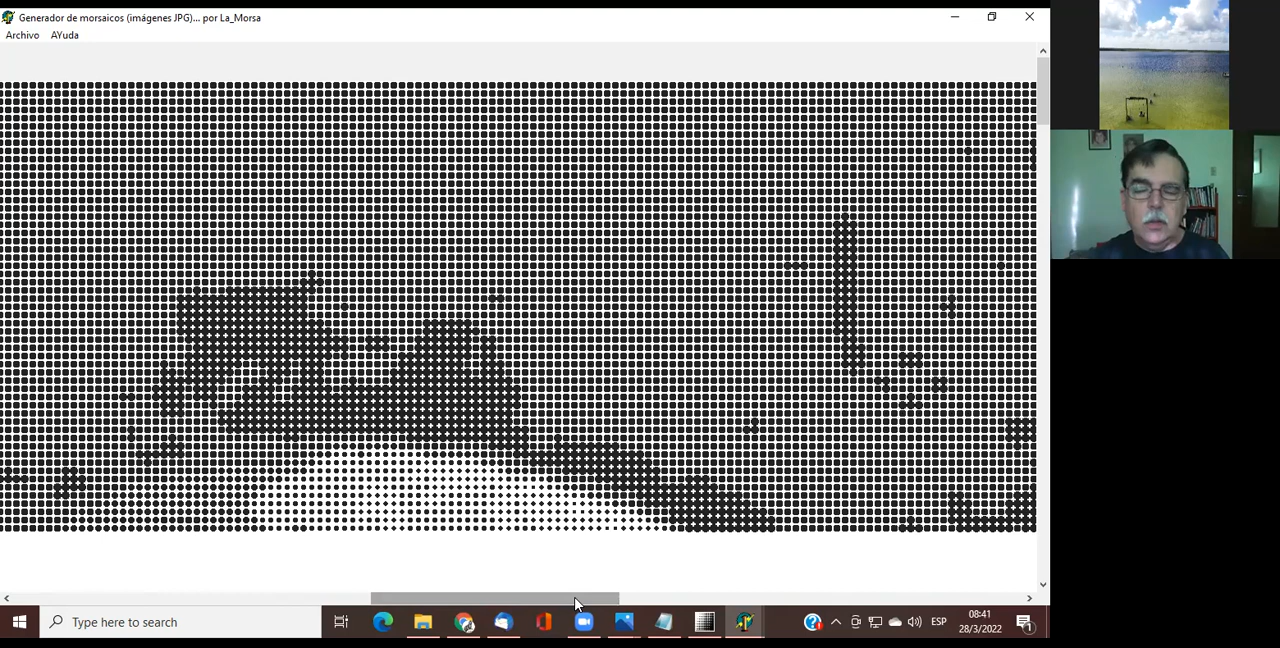 Generador de morsaicos (imágenes JPG)... por La_Morsa
Archivo AYuda
Type here to search
ESP
08:41
28/3/2022
1